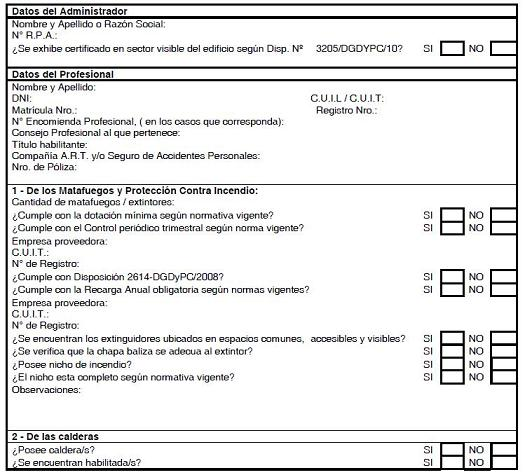 Datos del Administrador
Nombre y Apellido o Razón Social:
N° R.P.A.:
¿Se exhibe certificado en sector visible del edificio según Disp. Nº 3205/DGDYPC/10? SI NO
Datos del Profesional
Nombre y Apellido:
DNI: C.U.I.L / C.U.I.T:
Matrícula Nro.: Registro Nro.:
N° Encomienda Profesional, ( en los casos que corresponda):
Consejo Profesional al que pertenece:
Título habilitante:
Compañía A.R.T. y/o Seguro de Accidentes Personales:
Nro. de Póliza:
1 - De los Matafuegos y Protección Contra Incendio:
Cantidad de matafuegos / extintores:
¿Cumple con la dotación mínima según normativa vigente? SI NO
¿Cumple con el Control periódico trimestral según norma vigente? SI NO
Empresa proveedora:
C.U.I.T.:
N° de Registro:
¿Cumple con Disposición 2614-DGDyPC/2008? SI NO
¿Cumple con la Recarga Anual obligatoria según normas vigentes? SI NO
Empresa proveedora:
C.U.I.T.:
N° de Registro:
¿Se encuentran los extinguidores ubicados en espacios comunes, accesibles y visibles? SI NO
¿Se verifica que la chapa baliza se adecua al extintor? SI NO
¿Posee nicho de incendio? SI NO
¿El nicho esta completo según normativa vigente? SI NO
Observaciones:
2 - De las calderas
¿Posee caldera/s? SI NO
¿Se encuentran habilitada/s? SI NO